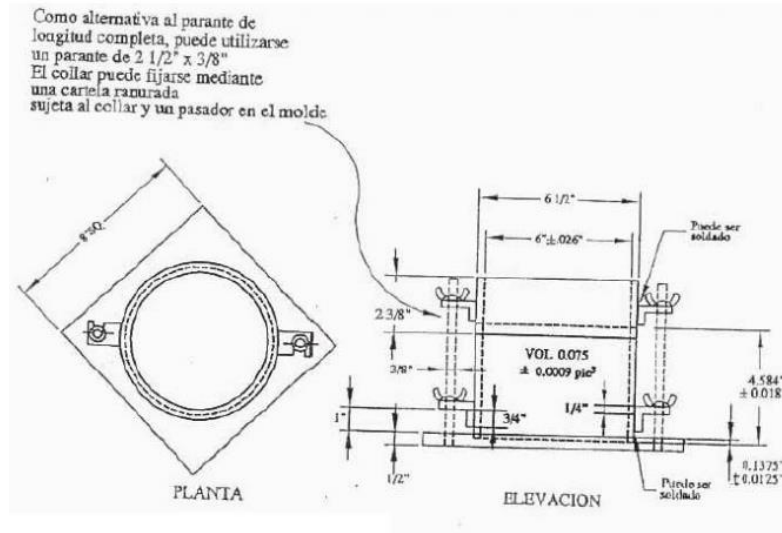 Como alternativa al parante de
longitud completa, puede utilizarse
un parante de 2 1/2" x 3/8"
El collar puede fijarse mediante
una cartela ranurada
sujeta al collar y un pasador en el molde
8"SQ.
6 1/2"
6"±.026"
Puede ser
soldado
2 3/8"
VOL 0.075
± 0.0009 pie³
3/8"
4.584"
± 0.018
1"
3/4"
1/4"
1/2"
0.1375"
±0.0125"
Puede ser
soldado
PLANTA
ELEVACION